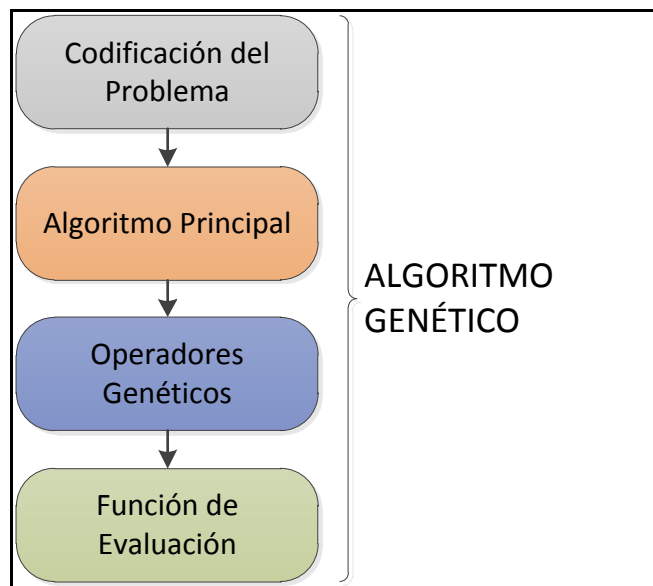 Codificación del
Problema
Algoritmo Principal
Operadores
Genéticos
Función de
Evaluación
ALGORITMO
GENÉTICO